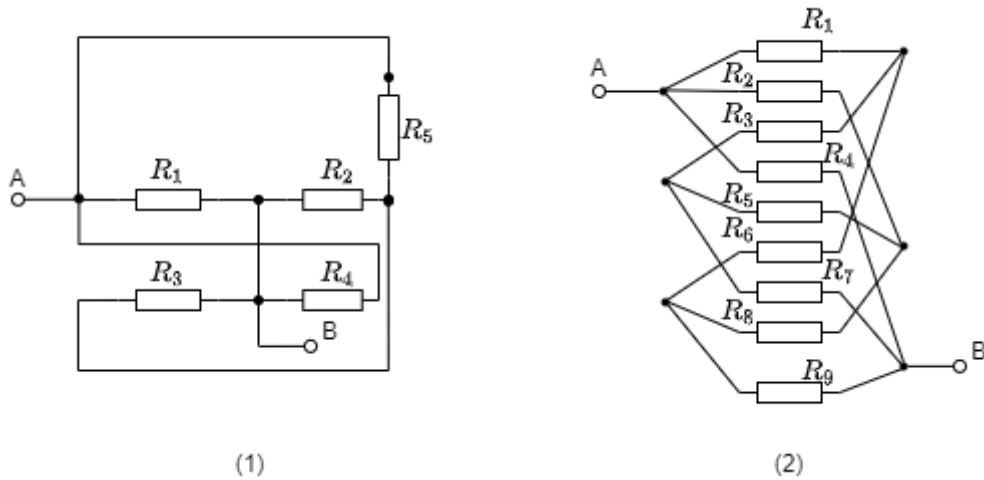 A
R₁
R₂
R₅
R₃
R₄
B
(1)
A
R₁
R₂
R₃
R₄
R₅
R₆
R₇
R₈
R₉
B
(2)